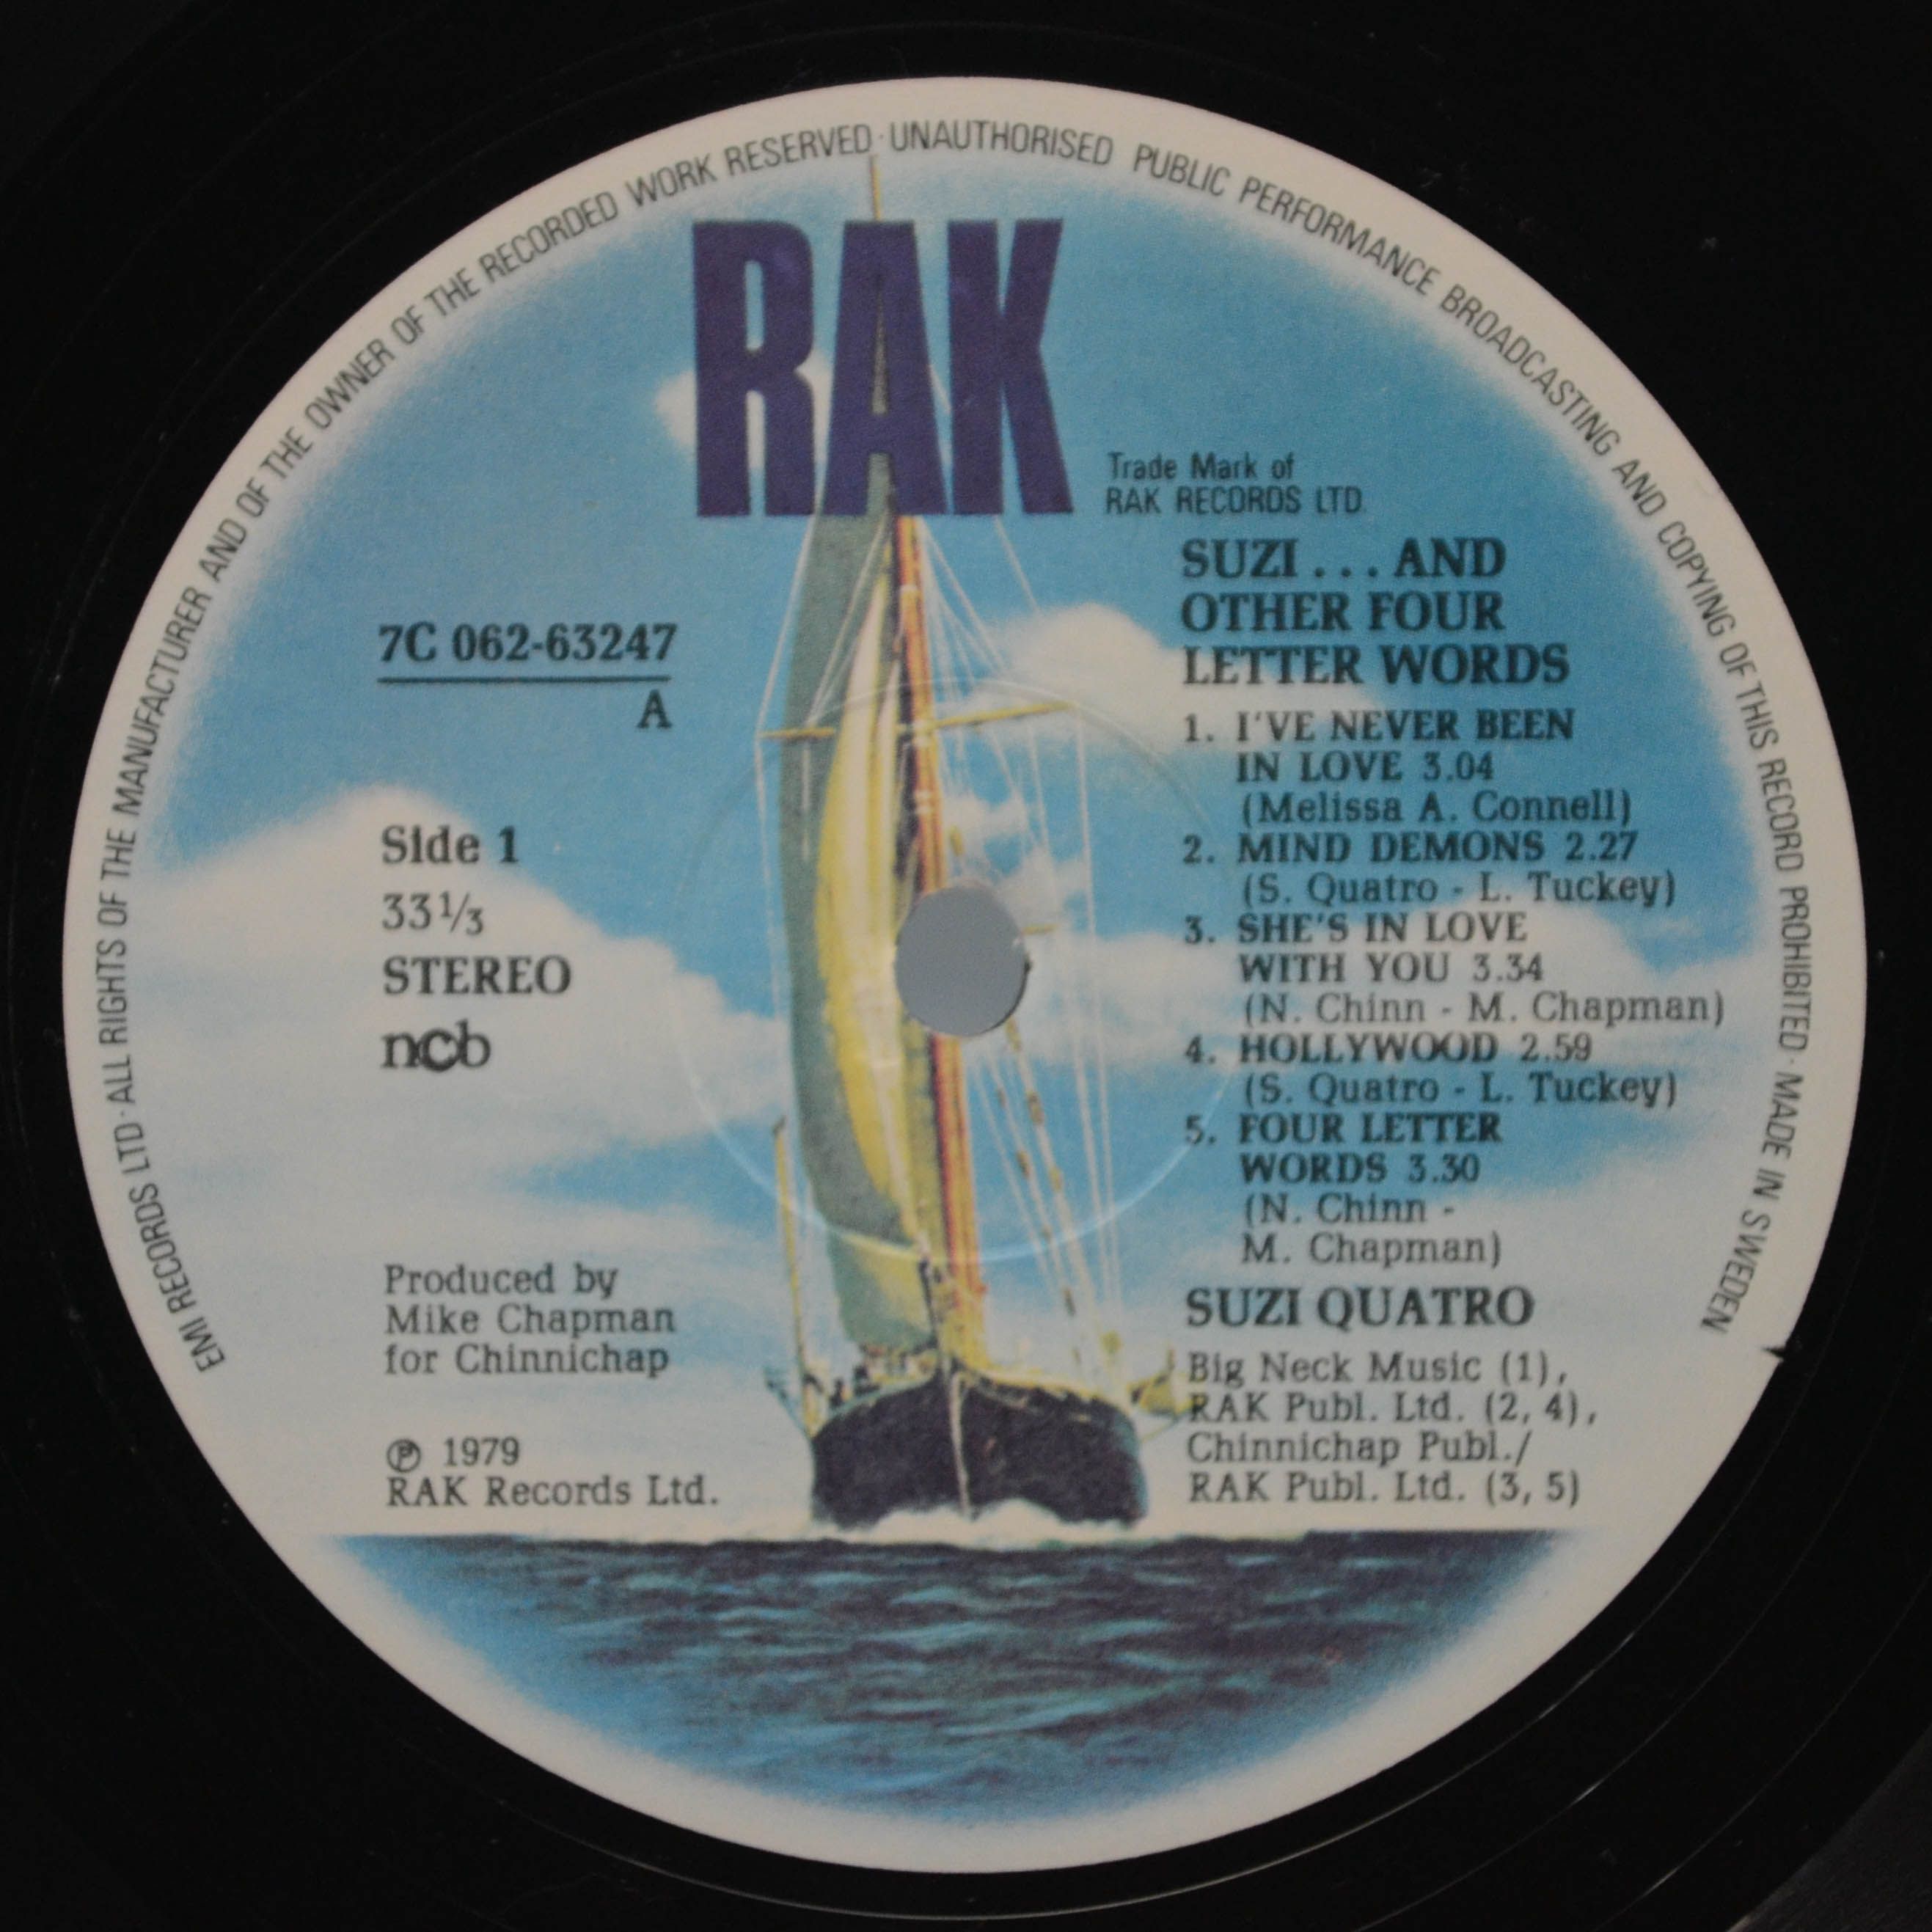 EMI RECORDS LTD · ALL RIGHTS OF THE MANUFACTURER AND OF THE OWNER OF THE RECORDED WORK RESERVED · UNAUTHORISED PUBLIC PERFORMANCE BROADCASTING AND COPYING OF THIS RECORD PROHIBITED · MADE IN SWEDEN
RAK
Trade Mark of
RAK RECORDS LTD
7C 062-63247
A
Side 1
33⅓
STEREO
ncb
Produced by
Mike Chapman
for Chinnichap
℗ 1979
RAK Records Ltd.
SUZI ... AND
OTHER FOUR
LETTER WORDS
1. I'VE NEVER BEEN
IN LOVE 3.04
(Melissa A. Connell)
2. MIND DEMONS 2.27
(S. Quatro - L. Tuckey)
3. SHE'S IN LOVE
WITH YOU 3.34
(N. Chinn - M. Chapman)
4. HOLLYWOOD 2.59
(S. Quatro - L. Tuckey)
5. FOUR LETTER
WORDS 3.30
(N. Chinn -
M. Chapman)
SUZI QUATRO
Big Neck Music (1),
RAK Publ. Ltd. (2, 4),
Chinnichap Publ./
RAK Publ. Ltd. (3, 5)